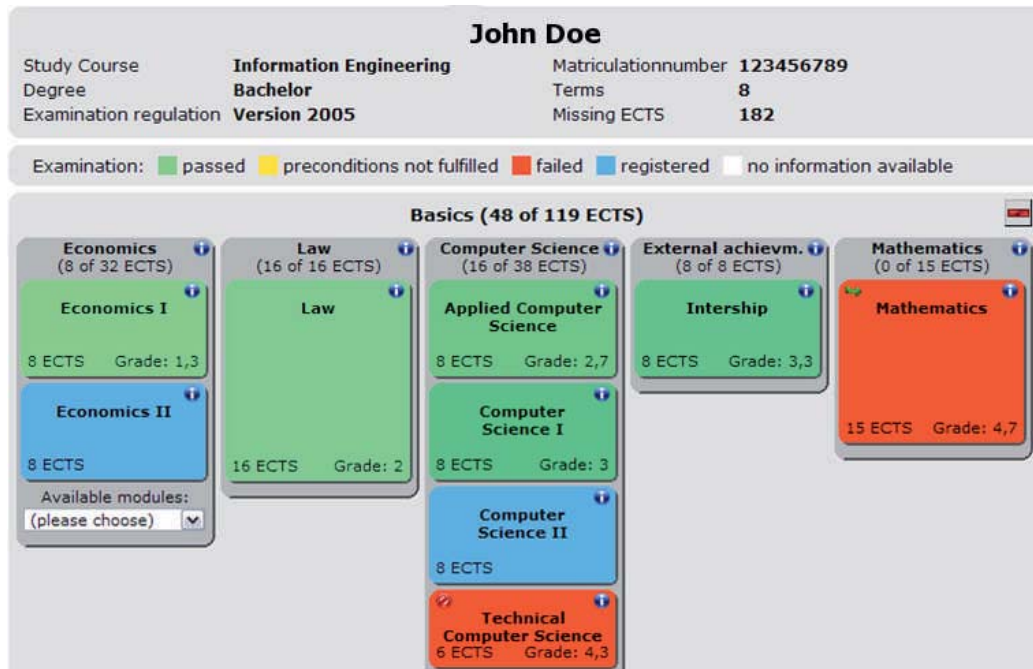 John Doe
Study Course Information Engineering Matriculationnumber 123456789
Degree Bachelor Terms 8
Examination regulation Version 2005 Missing ECTS 182
Examination: passed preconditions not fulfilled failed registered no information available
Basics (48 of 119 ECTS)
Economics
(8 of 32 ECTS)
Economics I
8 ECTS Grade: 1,3
Economics II
8 ECTS
Available modules:
(please choose)
Law
(16 of 16 ECTS)
Law
16 ECTS Grade: 2
Computer Science
(16 of 38 ECTS)
Applied Computer
Science
8 ECTS Grade: 2,7
Computer
Science I
8 ECTS Grade: 3
Computer
Science II
8 ECTS
Technical
Computer Science
6 ECTS Grade: 4,3
External achievm.
(8 of 8 ECTS)
Intership
8 ECTS Grade: 3,3
Mathematics
(0 of 15 ECTS)
Mathematics
15 ECTS Grade: 4,7